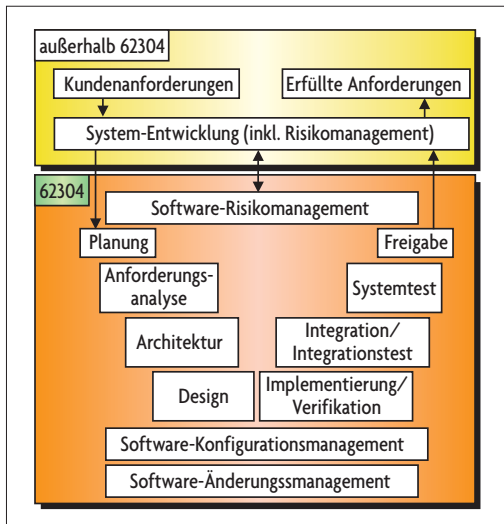 außerhalb 62304
Kundenanforderungen
Erfüllte Anforderungen
System-Entwicklung (inkl. Risikomanagement)
62304
Software-Risikomanagement
Planung
Freigabe
Anforderungs-
analyse
Systemtest
Architektur
Integration/
Integrationstest
Design
Implementierung/
Verifikation
Software-Konfigurationsmanagement
Software-Änderungssmanagement